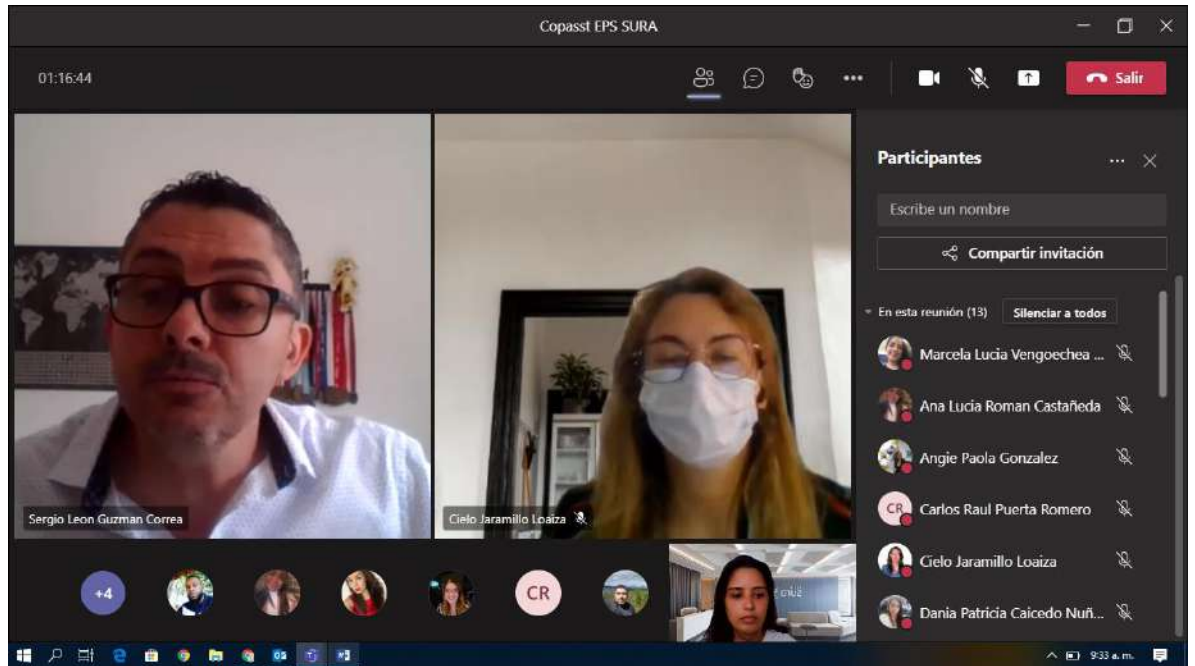 Copasst EPS SURA
01:16:44
Salir
Participantes
Escribe un nombre
Compartir invitación
En esta reunión (13)
Silenciar a todos
Marcela Lucia Vengoechea ...
Ana Lucia Roman Castañeda
Angie Paola Gonzalez
CR
Carlos Raul Puerta Romero
Cielo Jaramillo Loaiza
Dania Patricia Caicedo Nuñ...
Sergio Leon Guzman Correa
Cielo Jaramillo Loaiza
+4
CR
9:33 a. m.